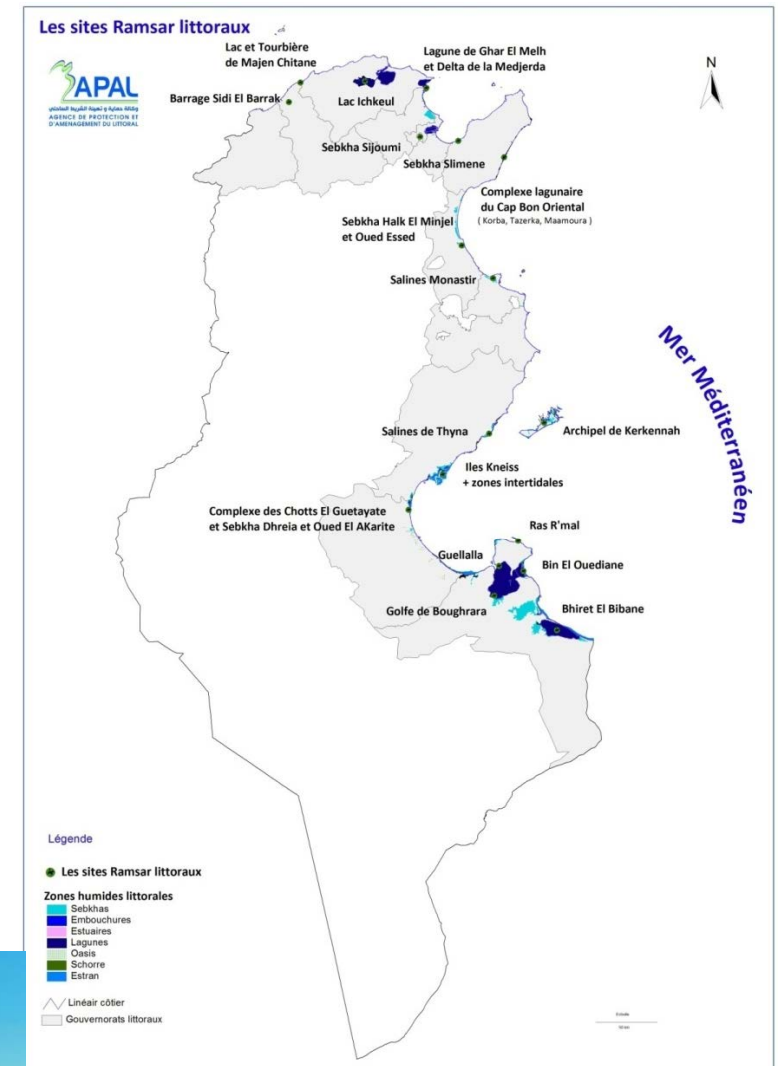 Les sites Ramsar littoraux
APAL
وكالة حماية و تهيئة الشريط الساحلي
AGENCE DE PROTECTION ET
D'AMENAGEMENT DU LITTORAL
Lac et Tourbière
de Majen Chitane
Lagune de Ghar El Melh
et Delta de la Medjerda
N
Barrage Sidi El Barrak
Lac Ichkeul
Sebkha Sijoumi
Sebkha Slimene
Complexe lagunaire
du Cap Bon Oriental
( Korba, Tazerka, Maamoura )
Sebkha Halk El Minjel
et Oued Essed
Salines Monastir
Mer Méditerranéen
Salines de Thyna
Archipel de Kerkennah
Iles Kneiss
+ zones intertidales
Complexe des Chotts El Guetayate
et Sebkha Dhreia et Oued El AKarite
Ras R'mal
Guellalla
Bin El Ouediane
Golfe de Boughrara
Bhiret El Bibane
Légende
Les sites Ramsar littoraux
Zones humides littorales
Sebkhas
Embouchures
Estuaires
Lagunes
Oasis
Schorre
Estran
Linéair côtier
Gouvernorats littoraux